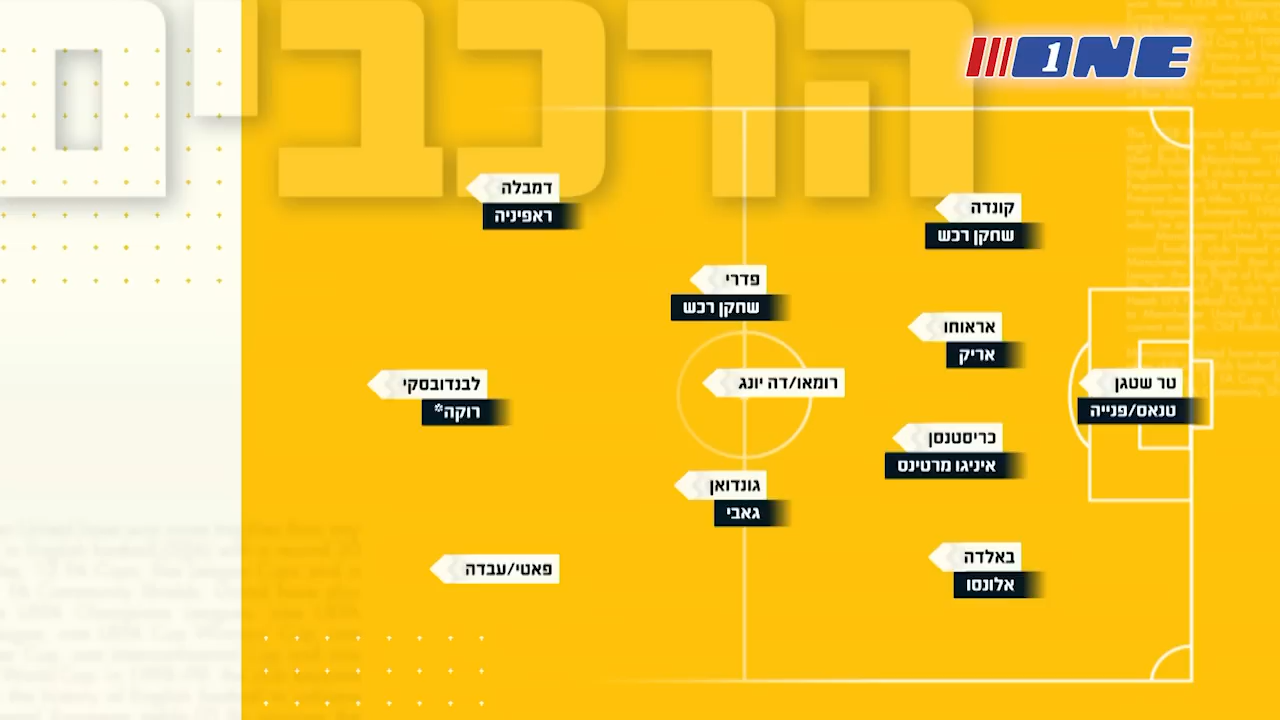 הרכבים
1 ONE
דמבלה
ראפיניה
קונדה
שחקן רכש
פדרי
שחקן רכש
אראוחו
אריק
רומאו/דה יונג
טר שטגן
טנאס/פנייה
לבנדובסקי
רוקה*
כריסטנסן
איניגו מרטינס
גונדואן
גאבי
באלדה
אלונסו
פאטי/עבדה